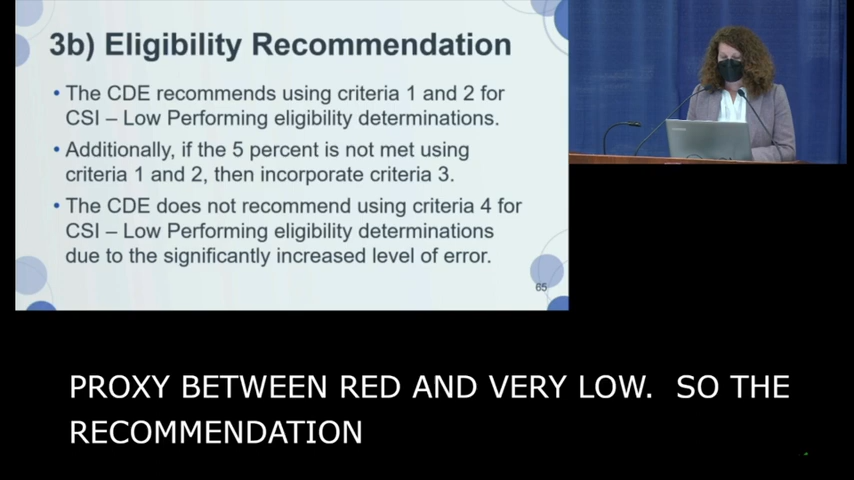 3b) Eligibility Recommendation
• The CDE recommends using criteria 1 and 2 for
CSI – Low Performing eligibility determinations.
• Additionally, if the 5 percent is not met using
criteria 1 and 2, then incorporate criteria 3.
• The CDE does not recommend using criteria 4 for
CSI – Low Performing eligibility determinations
due to the significantly increased level of error.
65
PROXY BETWEEN RED AND VERY LOW.  SO THE
RECOMMENDATION